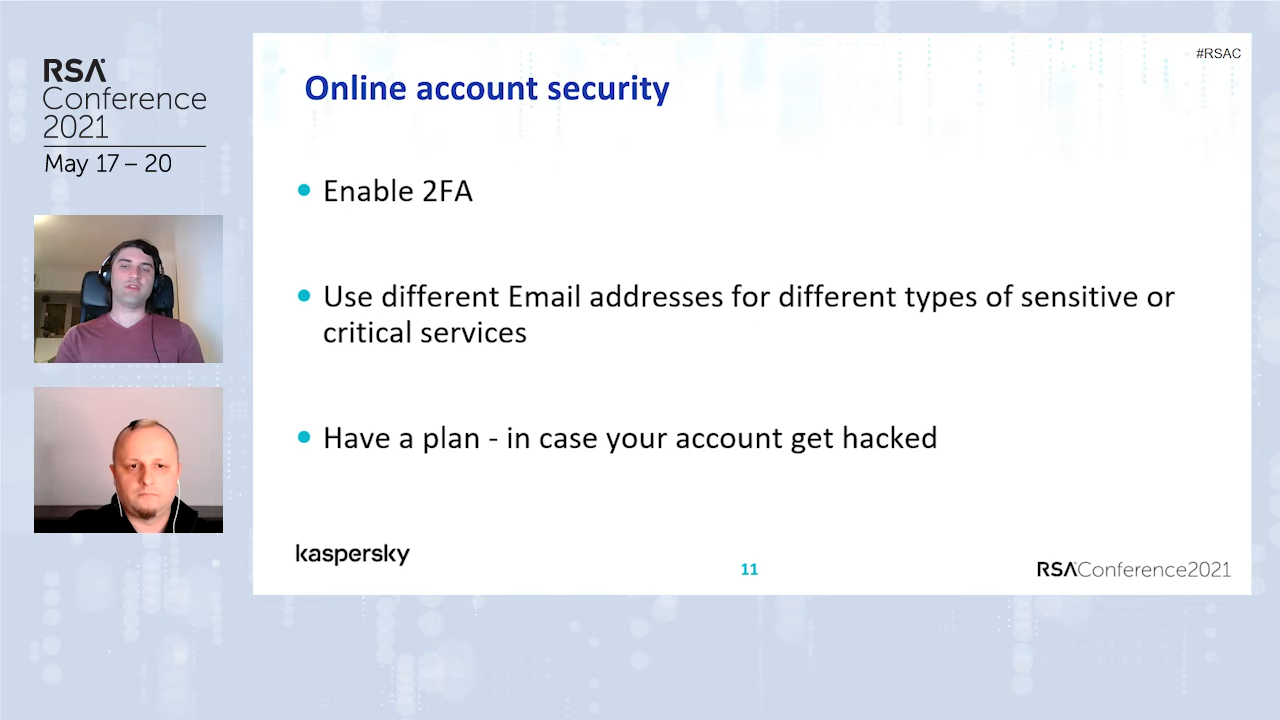 RSA
Conference
2021
May 17 – 20
#RSAC
Online account security
• Enable 2FA
• Use different Email addresses for different types of sensitive or
critical services
• Have a plan - in case your account get hacked
kaspersky
11
RSAConference2021